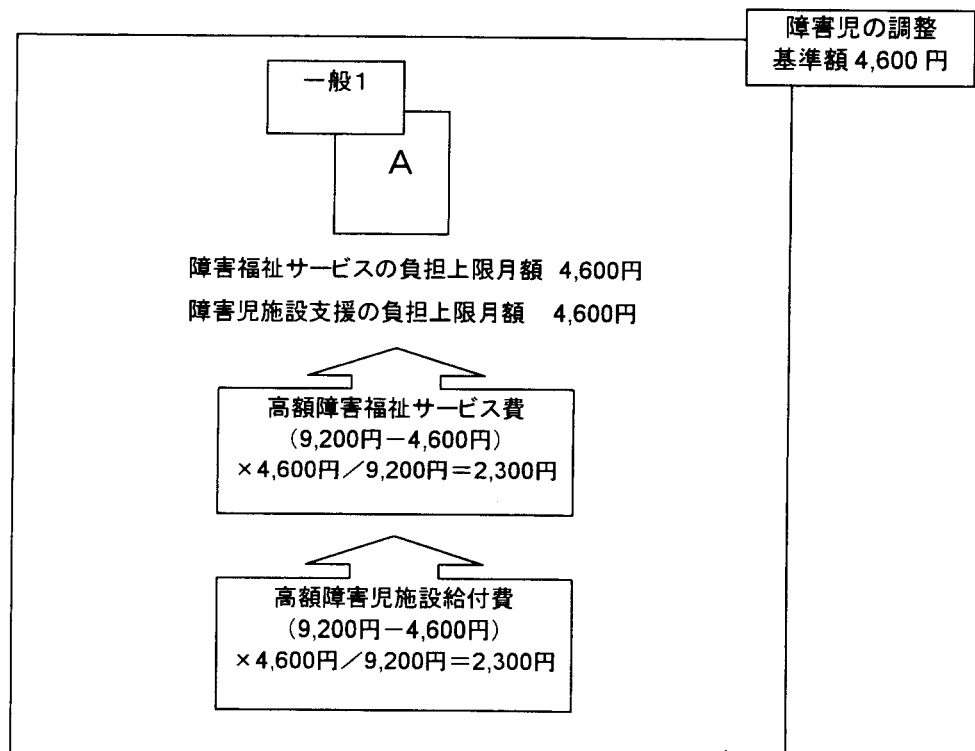 障害児の調整
基準額 4,600 円
一般1
A
障害福祉サービスの負担上限月額 4,600円
障害児施設支援の負担上限月額 4,600円
高額障害福祉サービス費
(9,200円-4,600円)
×4,600円/9,200円=2,300円
高額障害児施設給付費
(9,200円-4,600円)
×4,600円/9,200円=2,300円